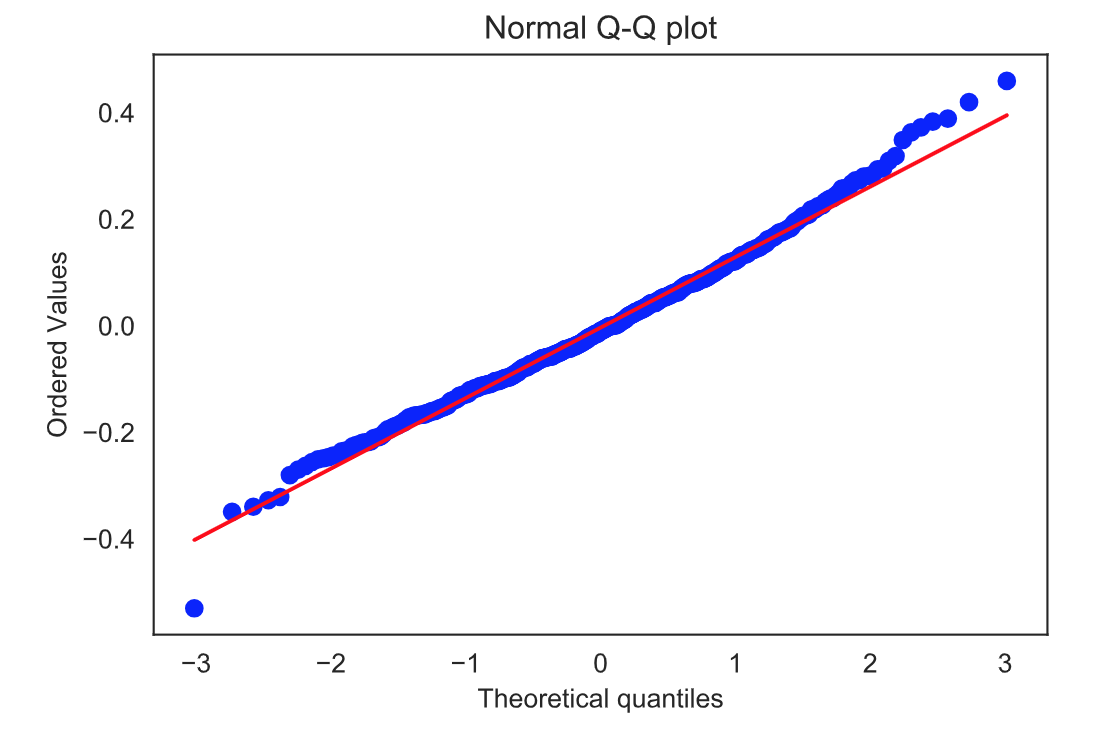 Normal Q-Q plot
Ordered Values
0.4
0.2
0.0
−0.2
−0.4
−3 −2 −1 0 1 2 3
Theoretical quantiles